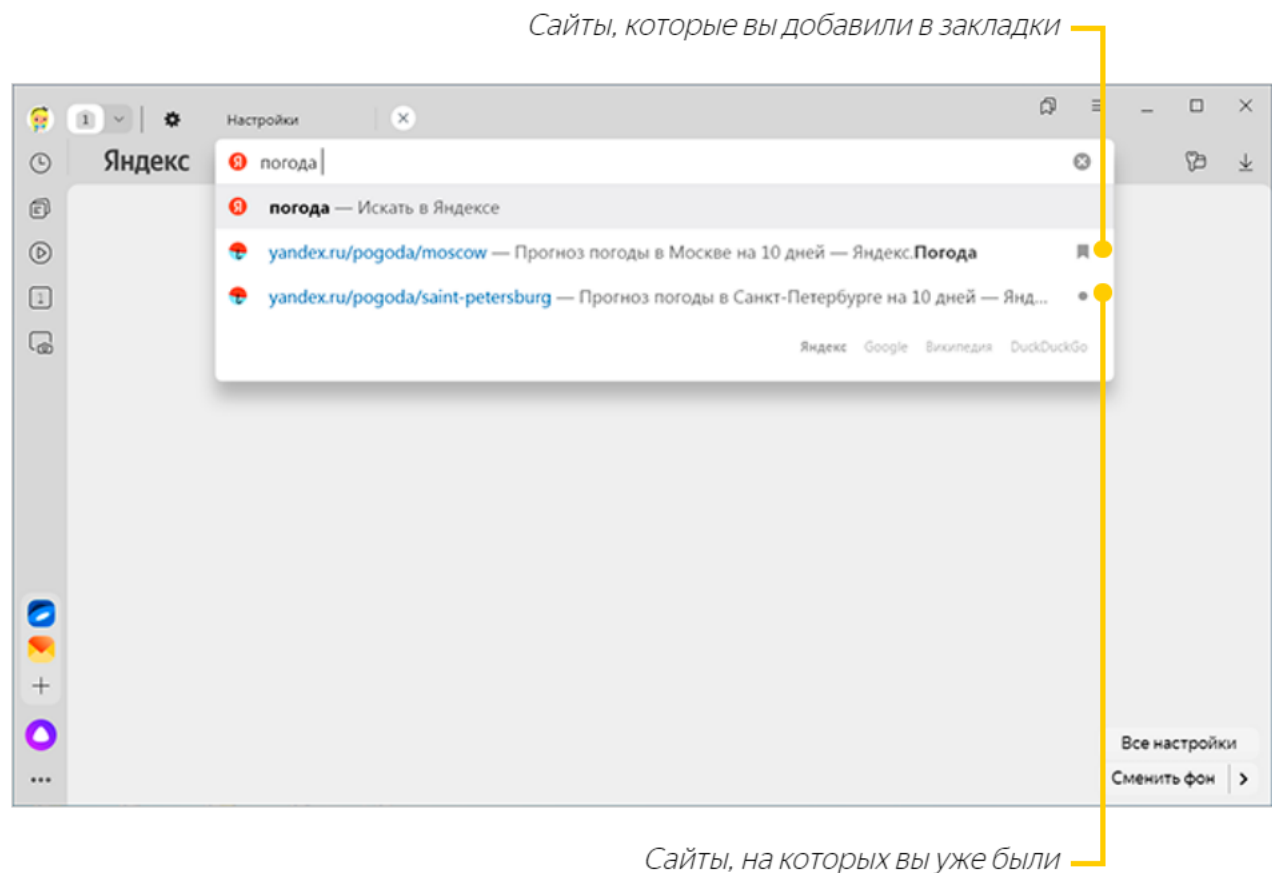 Сайты, которые вы добавили в закладки
1
Настройки
Яндекс
Я погода
Я погода — Искать в Яндексе
yandex.ru/pogoda/moscow — Прогноз погоды в Москве на 10 дней — Яндекс.Погода
yandex.ru/pogoda/saint-petersburg — Прогноз погоды в Санкт-Петербурге на 10 дней — Янд...
1
Яндекс Google Википедия DuckDuckGo
Все настройки
Сменить фон
Сайты, на которых вы уже были